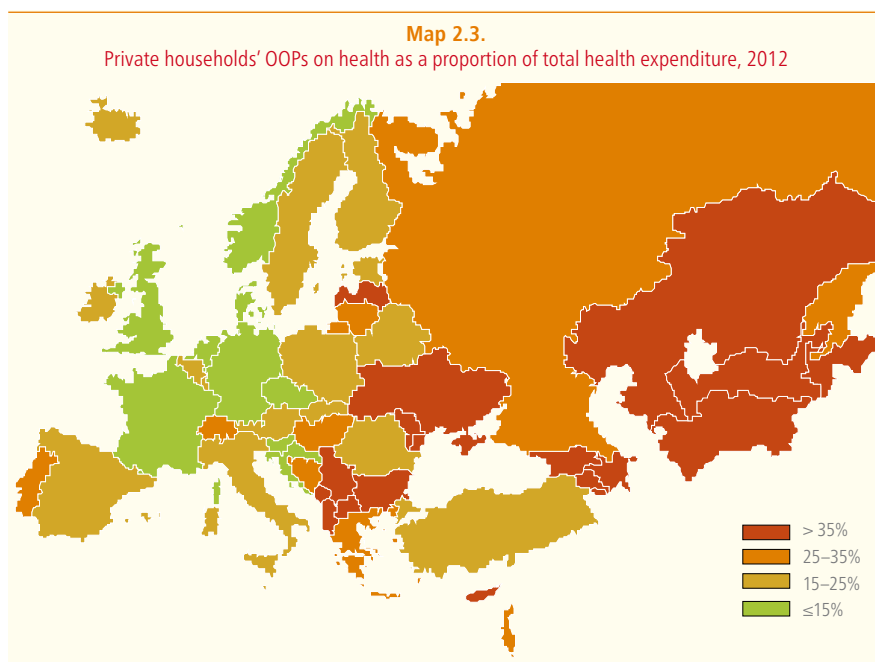 Map 2.3.
Private households’ OOPs on health as a proportion of total health expenditure, 2012
> 35%
25–35%
15–25%
≤15%